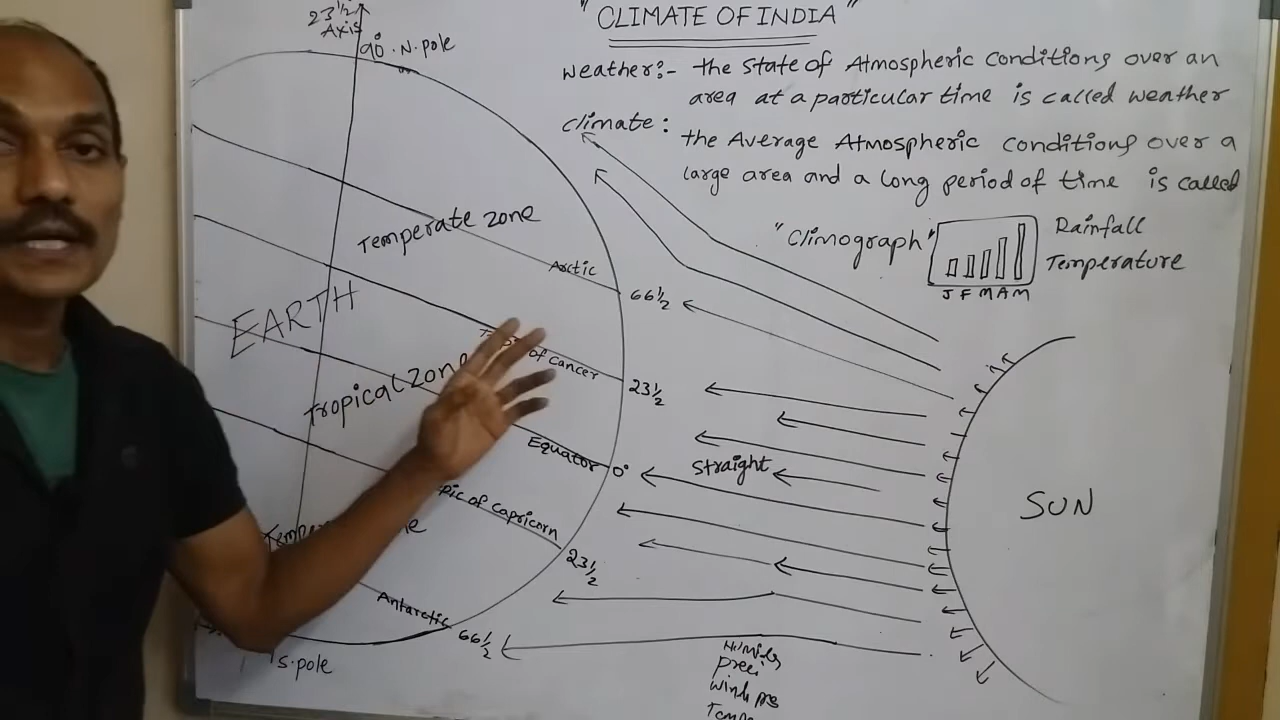 "CLIMATE OF INDIA"
23½
Axis
90° N. pole
Weather:- the State of Atmospheric Conditions over an
area at a particular time is called weather
climate :
the Average Atmospheric conditions over a
large area and a long period of time is called
"Climograph"
Rainfall
Temperature
J F M A M
Temperate zone
Arctic
66½
EARTH
of Cancer
23½
Tropical
Equator 0°
Straight
SUN
of Capricorn
23½
Antarctic
66½
S. pole